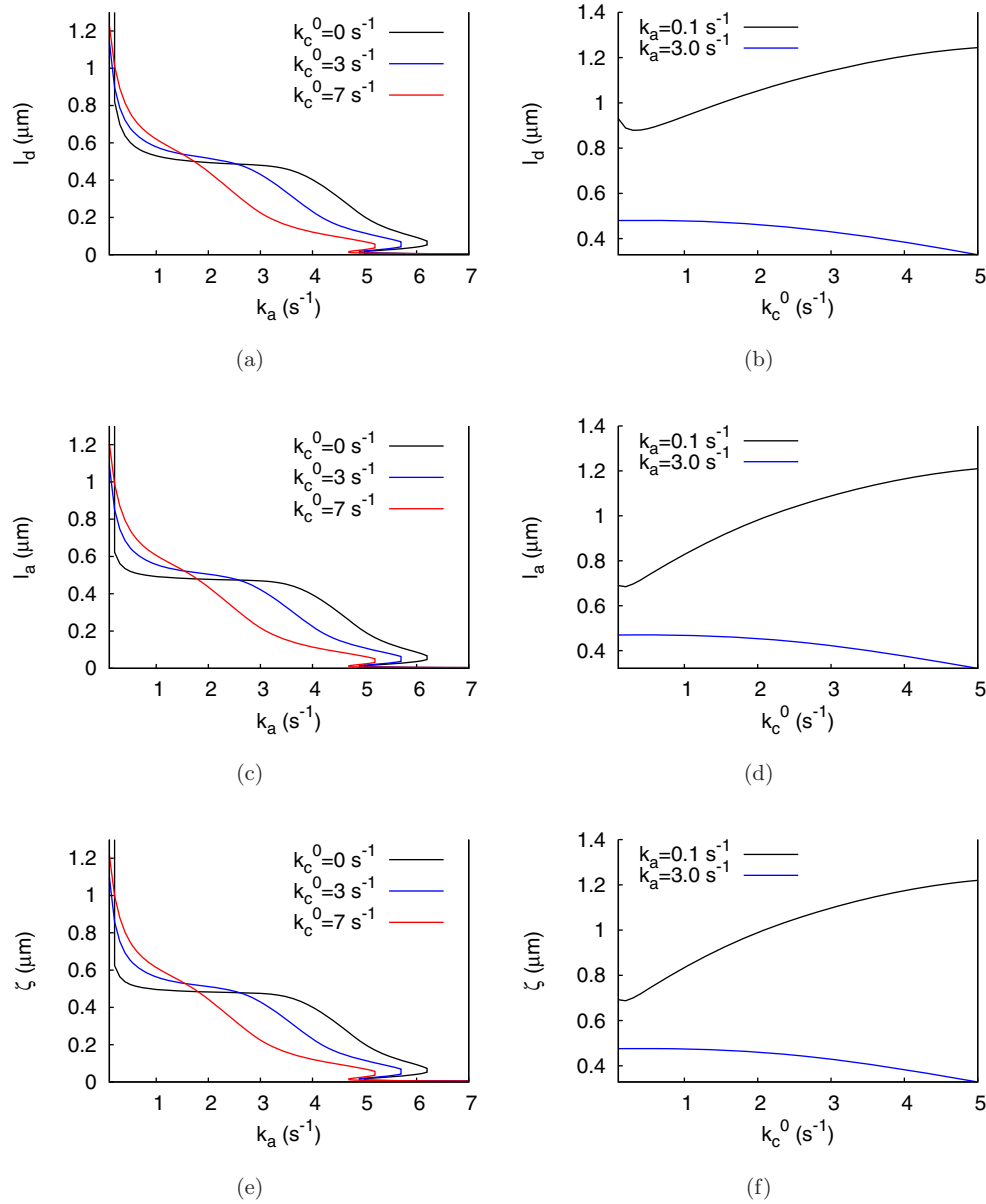 1.2
1
0.8
0.6
0.4
0.2
0
l_d (μm)
k_c^0=0 s^-1
k_c^0=3 s^-1
k_c^0=7 s^-1
1 2 3 4 5 6 7
k_a (s^-1)
(a)
1.4
1.2
1
0.8
0.6
0.4
l_d (μm)
k_a=0.1 s^-1
k_a=3.0 s^-1
1 2 3 4 5
k_c^0 (s^-1)
(b)
1.2
1
0.8
0.6
0.4
0.2
0
l_a (μm)
k_c^0=0 s^-1
k_c^0=3 s^-1
k_c^0=7 s^-1
1 2 3 4 5 6 7
k_a (s^-1)
(c)
1.4
1.2
1
0.8
0.6
0.4
l_a (μm)
k_a=0.1 s^-1
k_a=3.0 s^-1
1 2 3 4 5
k_c^0 (s^-1)
(d)
1.2
1
0.8
0.6
0.4
0.2
0
ζ (μm)
k_c^0=0 s^-1
k_c^0=3 s^-1
k_c^0=7 s^-1
1 2 3 4 5 6 7
k_a (s^-1)
(e)
1.4
1.2
1
0.8
0.6
0.4
ζ (μm)
k_a=0.1 s^-1
k_a=3.0 s^-1
1 2 3 4 5
k_c^0 (s^-1)
(f)